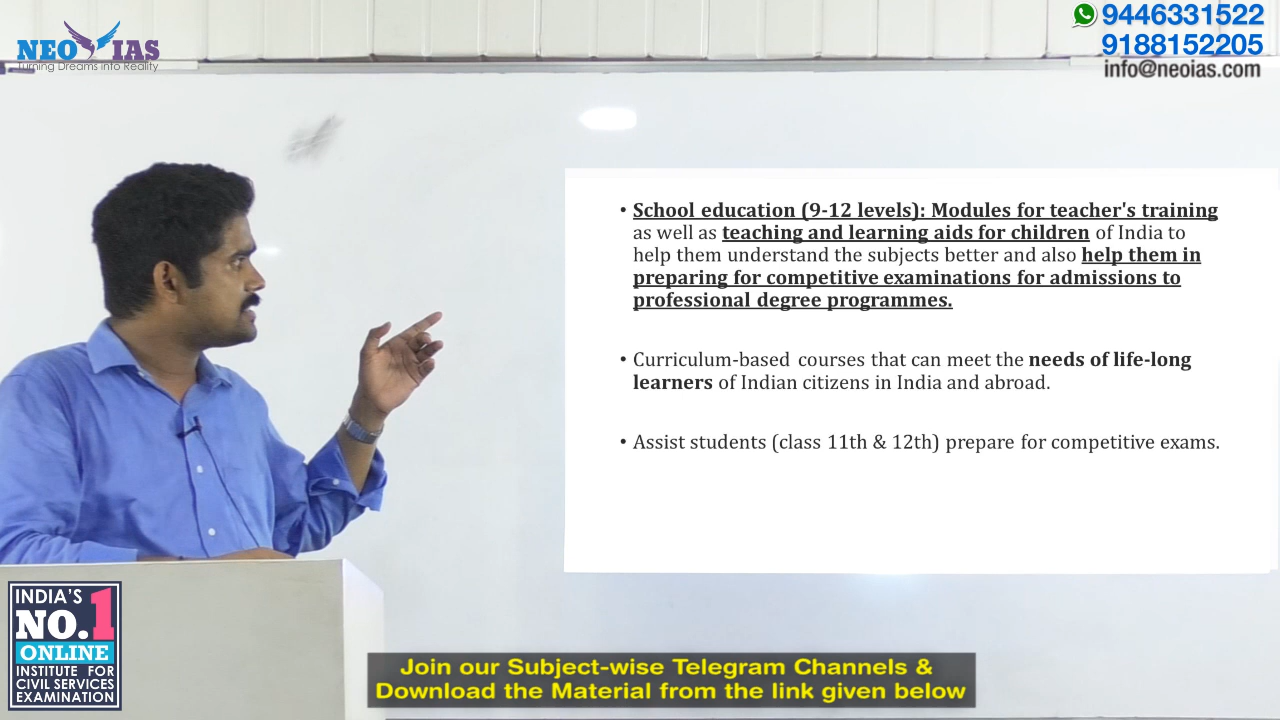 NEO IAS
Turning Dreams into Reality
9446331522
9188152205
info@neoias.com
• School education (9-12 levels): Modules for teacher's training
as well as teaching and learning aids for children of India to
help them understand the subjects better and also help them in
preparing for competitive examinations for admissions to
professional degree programmes.
• Curriculum-based courses that can meet the needs of life-long
learners of Indian citizens in India and abroad.
• Assist students (class 11th & 12th) prepare for competitive exams.
INDIA'S
NO.1
ONLINE
INSTITUTE FOR
CIVIL SERVICES
EXAMINATION
Join our Subject-wise Telegram Channels &
Download the Material from the link given below